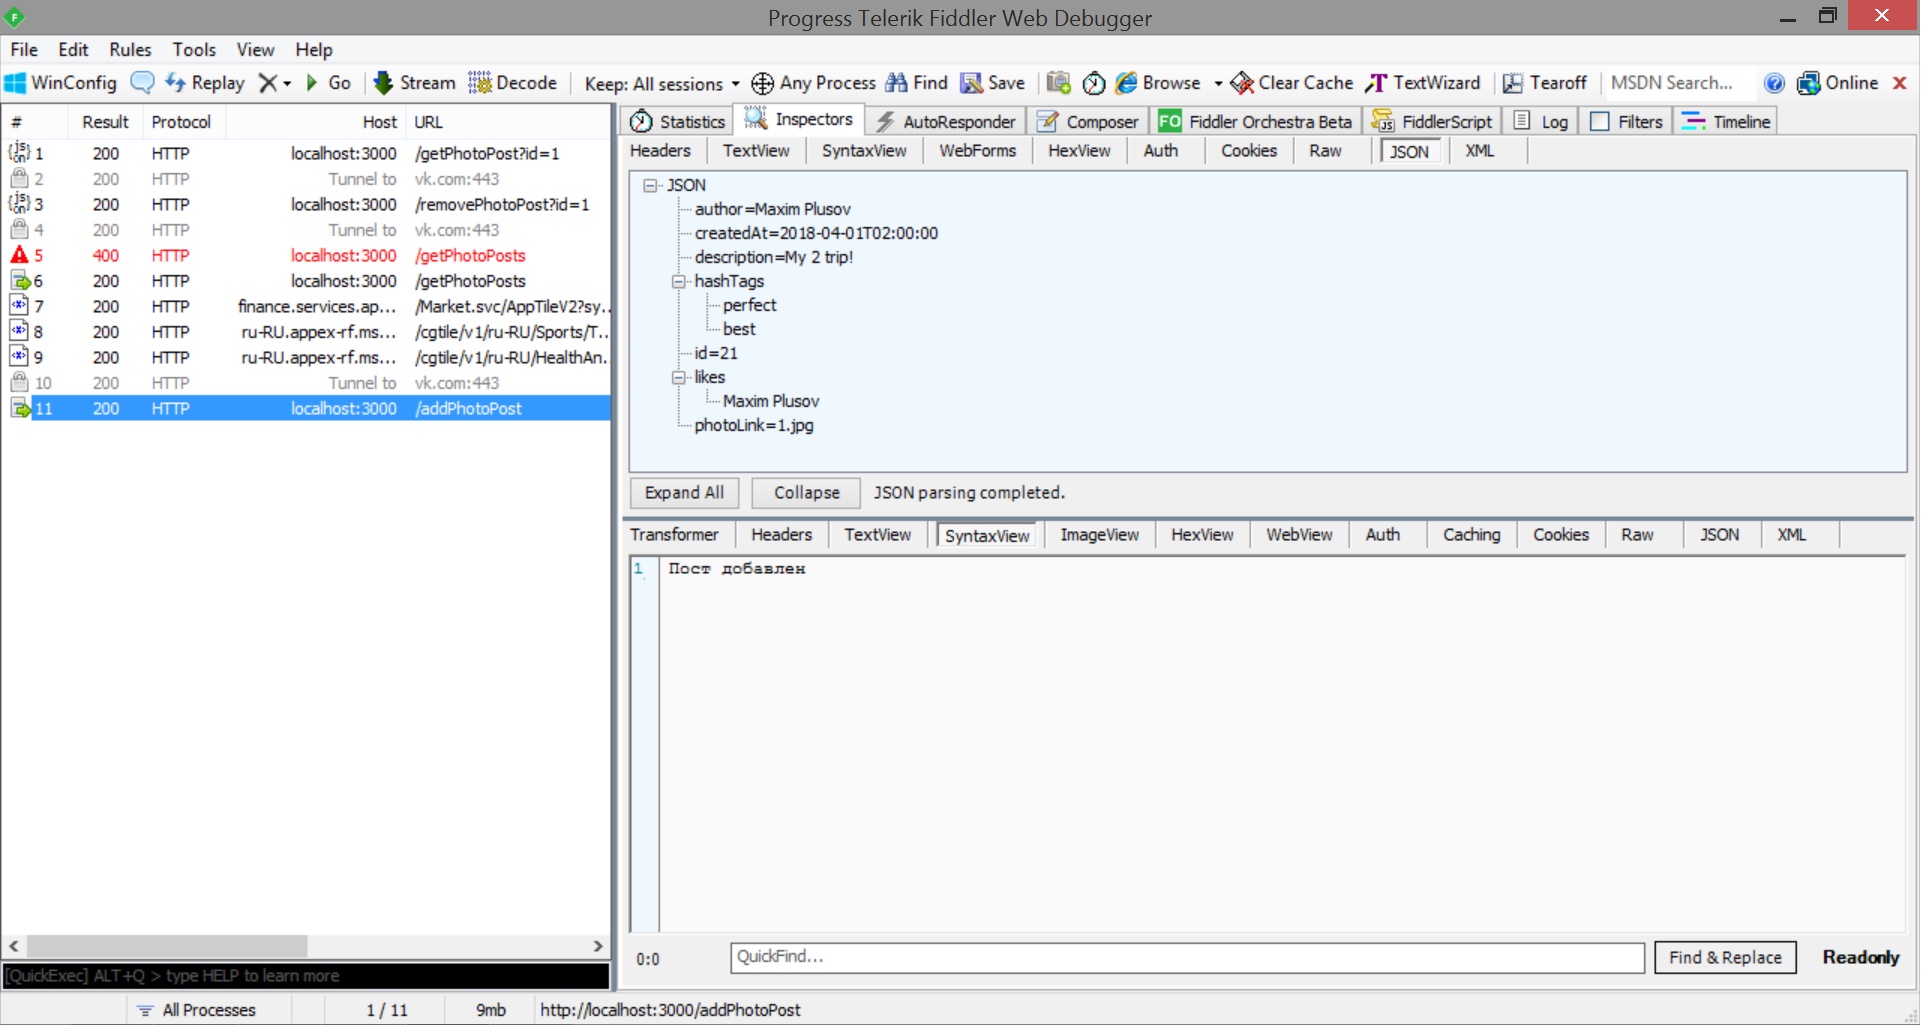 Progress Telerik Fiddler Web Debugger
File Edit Rules Tools View Help
WinConfig Replay Go Stream Decode Keep: All sessions Any Process Find Save Browse Clear Cache TextWizard Tearoff MSDN Search... Online
# Result Protocol Host URL
1 200 HTTP localhost:3000 /getPhotoPost?id=1
2 200 HTTP Tunnel to vk.com:443
3 200 HTTP localhost:3000 /removePhotoPost?id=1
4 200 HTTP Tunnel to vk.com:443
5 400 HTTP localhost:3000 /getPhotoPosts
6 200 HTTP localhost:3000 /getPhotoPosts
7 200 HTTP finance.services.ap... /Market.svc/AppTileV2?sy...
8 200 HTTP ru-RU.appex-rf.ms... /cgtile/v1/ru-RU/Sports/T...
9 200 HTTP ru-RU.appex-rf.ms... /cgtile/v1/ru-RU/HealthAn...
10 200 HTTP Tunnel to vk.com:443
11 200 HTTP localhost:3000 /addPhotoPost
[QuickExec] ALT+Q > type HELP to learn more
Statistics Inspectors AutoResponder Composer FO Fiddler Orchestra Beta FiddlerScript Log Filters Timeline
Headers TextView SyntaxView WebForms HexView Auth Cookies Raw JSON XML
JSON
author=Maxim Plusov
createdAt=2018-04-01T02:00:00
description=My 2 trip!
hashTags
perfect
best
id=21
likes
Maxim Plusov
photoLink=1.jpg
Expand All Collapse JSON parsing completed.
Transformer Headers TextView SyntaxView ImageView HexView WebView Auth Caching Cookies Raw JSON XML
1 Пост добавлен
0:0 QuickFind... Find & Replace Readonly
All Processes 1 / 11 9mb http://localhost:3000/addPhotoPost